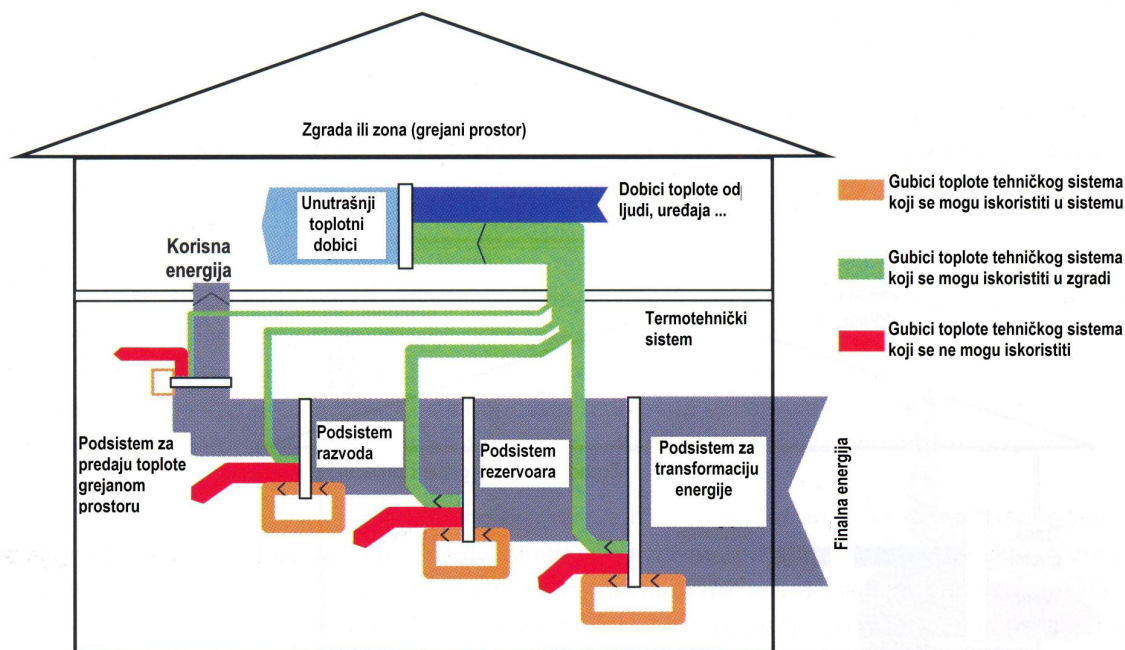 Zgrada ili zona (grejani prostor)
Unutrašnji
toplotni
dobici
Dobici toplote od
ljudi, uređaja ...
Korisna
energija
Termotehnički
sistem
Podsistem za
predaju toplote
grejanom
prostoru
Podsistem
razvoda
Podsistem
rezervoara
Podsistem za
transformaciju
energije
Finalna energija
Gubici toplote tehničkog sistema
koji se mogu iskoristiti u sistemu
Gubici toplote tehničkog sistema
koji se mogu iskoristiti u zgradi
Gubici toplote tehničkog sistema
koji se ne mogu iskoristiti